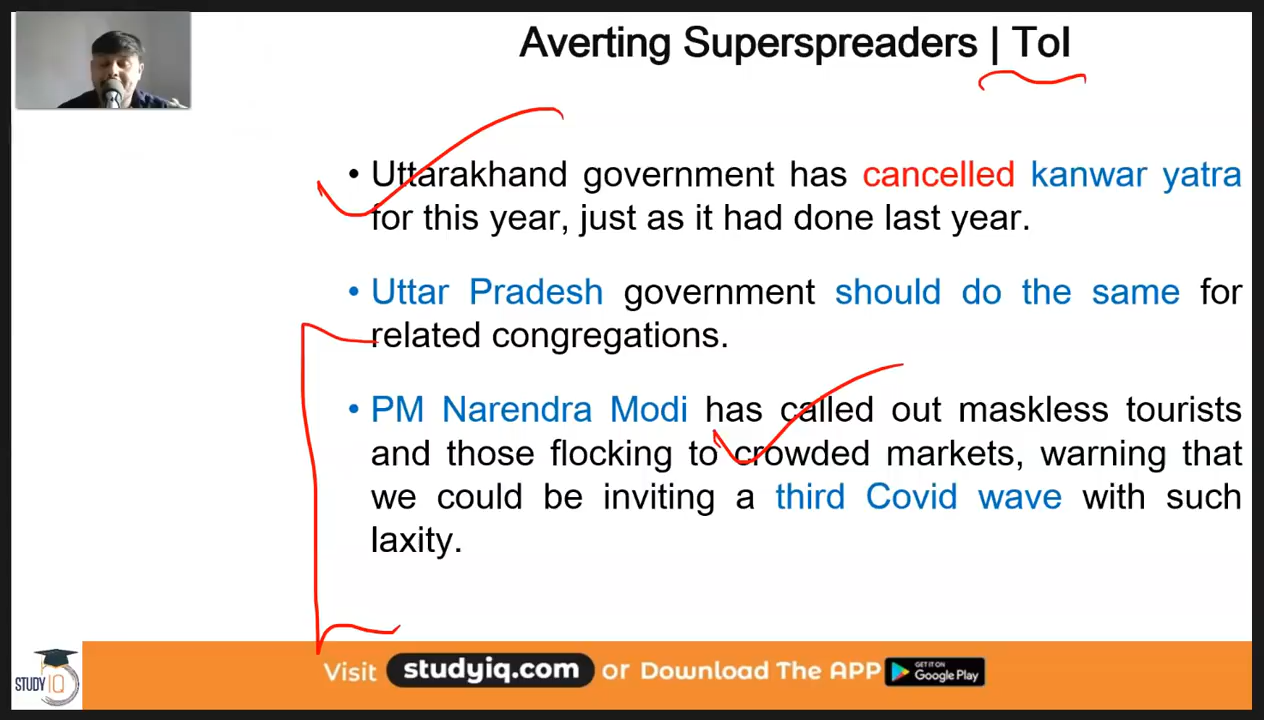 Averting Superspreaders | ToI
• Uttarakhand government has cancelled kanwar yatra
for this year, just as it had done last year.
• Uttar Pradesh government should do the same for
related congregations.
• PM Narendra Modi has called out maskless tourists
and those flocking to crowded markets, warning that
we could be inviting a third Covid wave with such
laxity.
STUDY IQ
Visit studyiq.com or Download The APP GET IT ON Google Play